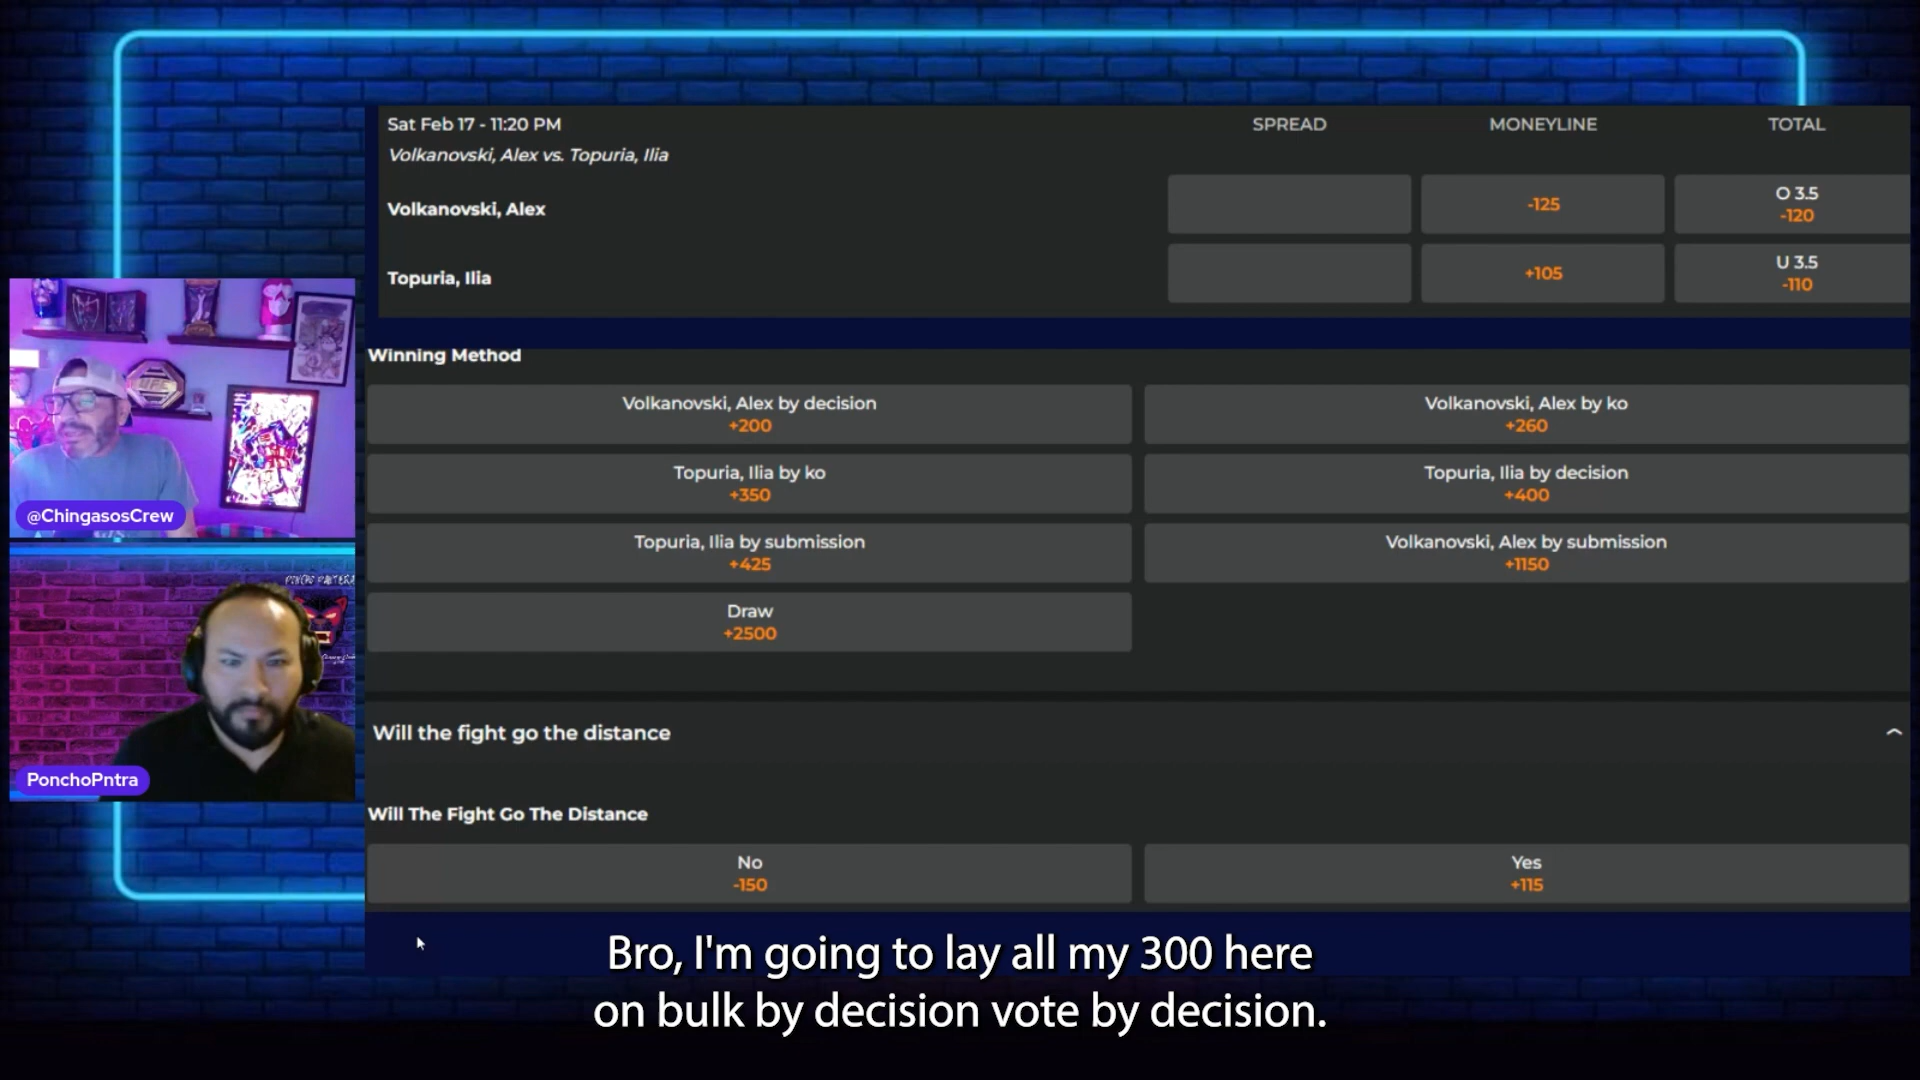 Sat Feb 17 - 11:20 PM
SPREAD
MONEYLINE
TOTAL
Volkanovski, Alex vs. Topuria, Ilia
Volkanovski, Alex
-125
O 3.5
-120
Topuria, Ilia
+105
U 3.5
-110
Winning Method
Volkanovski, Alex by decision
+200
Volkanovski, Alex by ko
+260
Topuria, Ilia by ko
+350
Topuria, Ilia by decision
+400
Topuria, Ilia by submission
+425
Volkanovski, Alex by submission
+1150
Draw
+2500
Will the fight go the distance
Will The Fight Go The Distance
No
-150
Yes
+115
@ChingasosCrew
PONCHO PANTERA
PonchoPntra
Bro, I'm going to lay all my 300 here
on bulk by decision vote by decision.